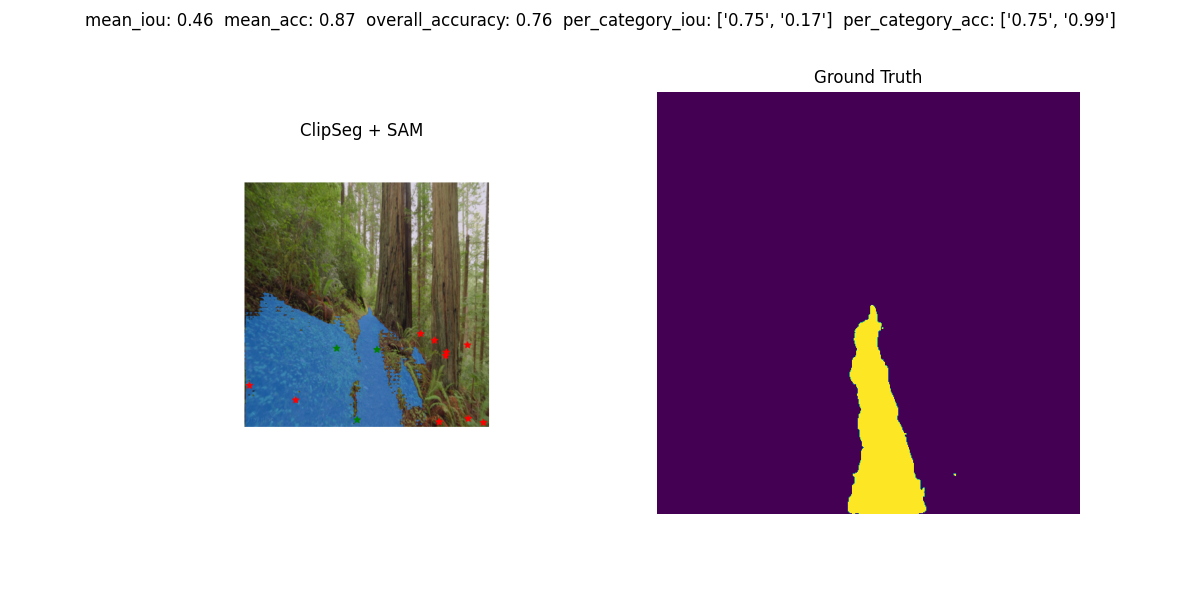 mean_iou: 0.46  mean_acc: 0.87  overall_accuracy: 0.76  per_category_iou: ['0.75', '0.17']  per_category_acc: ['0.75', '0.99']
Ground Truth
ClipSeg + SAM